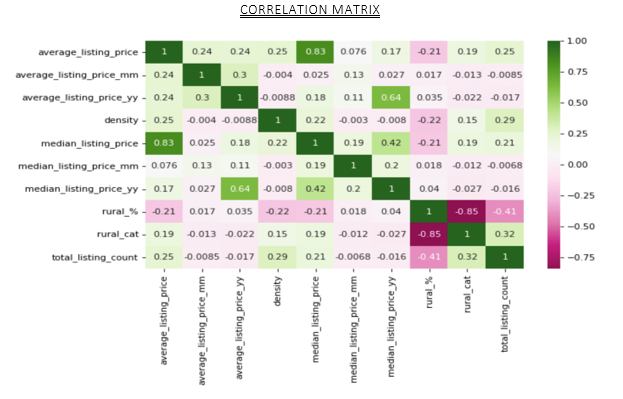 CORRELATION MATRIX
average_listing_price 1 0.24 0.24 0.25 0.83 0.076 0.17 -0.21 0.19 0.25
average_listing_price_mm 0.24 1 0.3 -0.004 0.025 0.13 0.027 0.017 -0.013 -0.0085
average_listing_price_yy 0.24 0.3 1 -0.0088 0.18 0.11 0.64 0.035 -0.022 -0.017
density 0.25 -0.004 -0.0088 1 0.22 -0.003 -0.008 -0.22 0.15 0.29
median_listing_price 0.83 0.025 0.18 0.22 1 0.19 0.42 -0.21 0.19 0.21
median_listing_price_mm 0.076 0.13 0.11 -0.003 0.19 1 0.2 0.018 -0.012 -0.0068
median_listing_price_yy 0.17 0.027 0.64 -0.008 0.42 0.2 1 0.04 -0.027 -0.016
rural_% -0.21 0.017 0.035 -0.22 -0.21 0.018 0.04 1 -0.85 -0.41
rural_cat 0.19 -0.013 -0.022 0.15 0.19 -0.012 -0.027 -0.85 1 0.32
total_listing_count 0.25 -0.0085 -0.017 0.29 0.21 -0.0068 -0.016 -0.41 0.32 1
average_listing_price
average_listing_price_mm
average_listing_price_yy
density
median_listing_price
median_listing_price_mm
median_listing_price_yy
rural_%
rural_cat
total_listing_count
1.00
0.75
0.50
0.25
0.00
-0.25
-0.50
-0.75